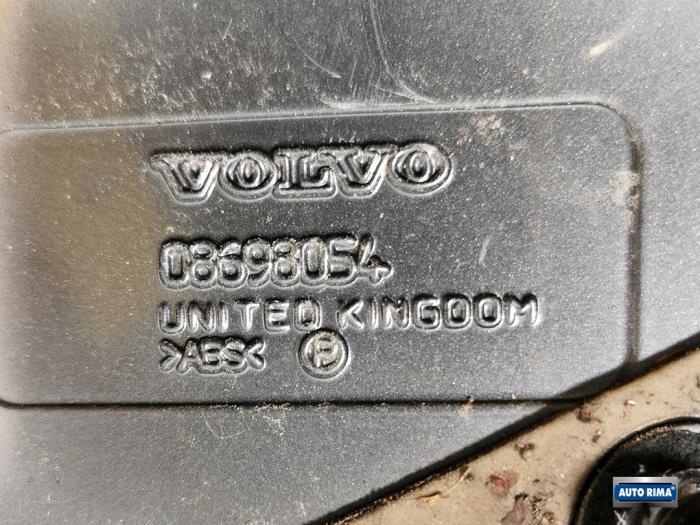 VOLVO
08698054
UNITED KINGDOM
>ABS<
AUTO RIMA